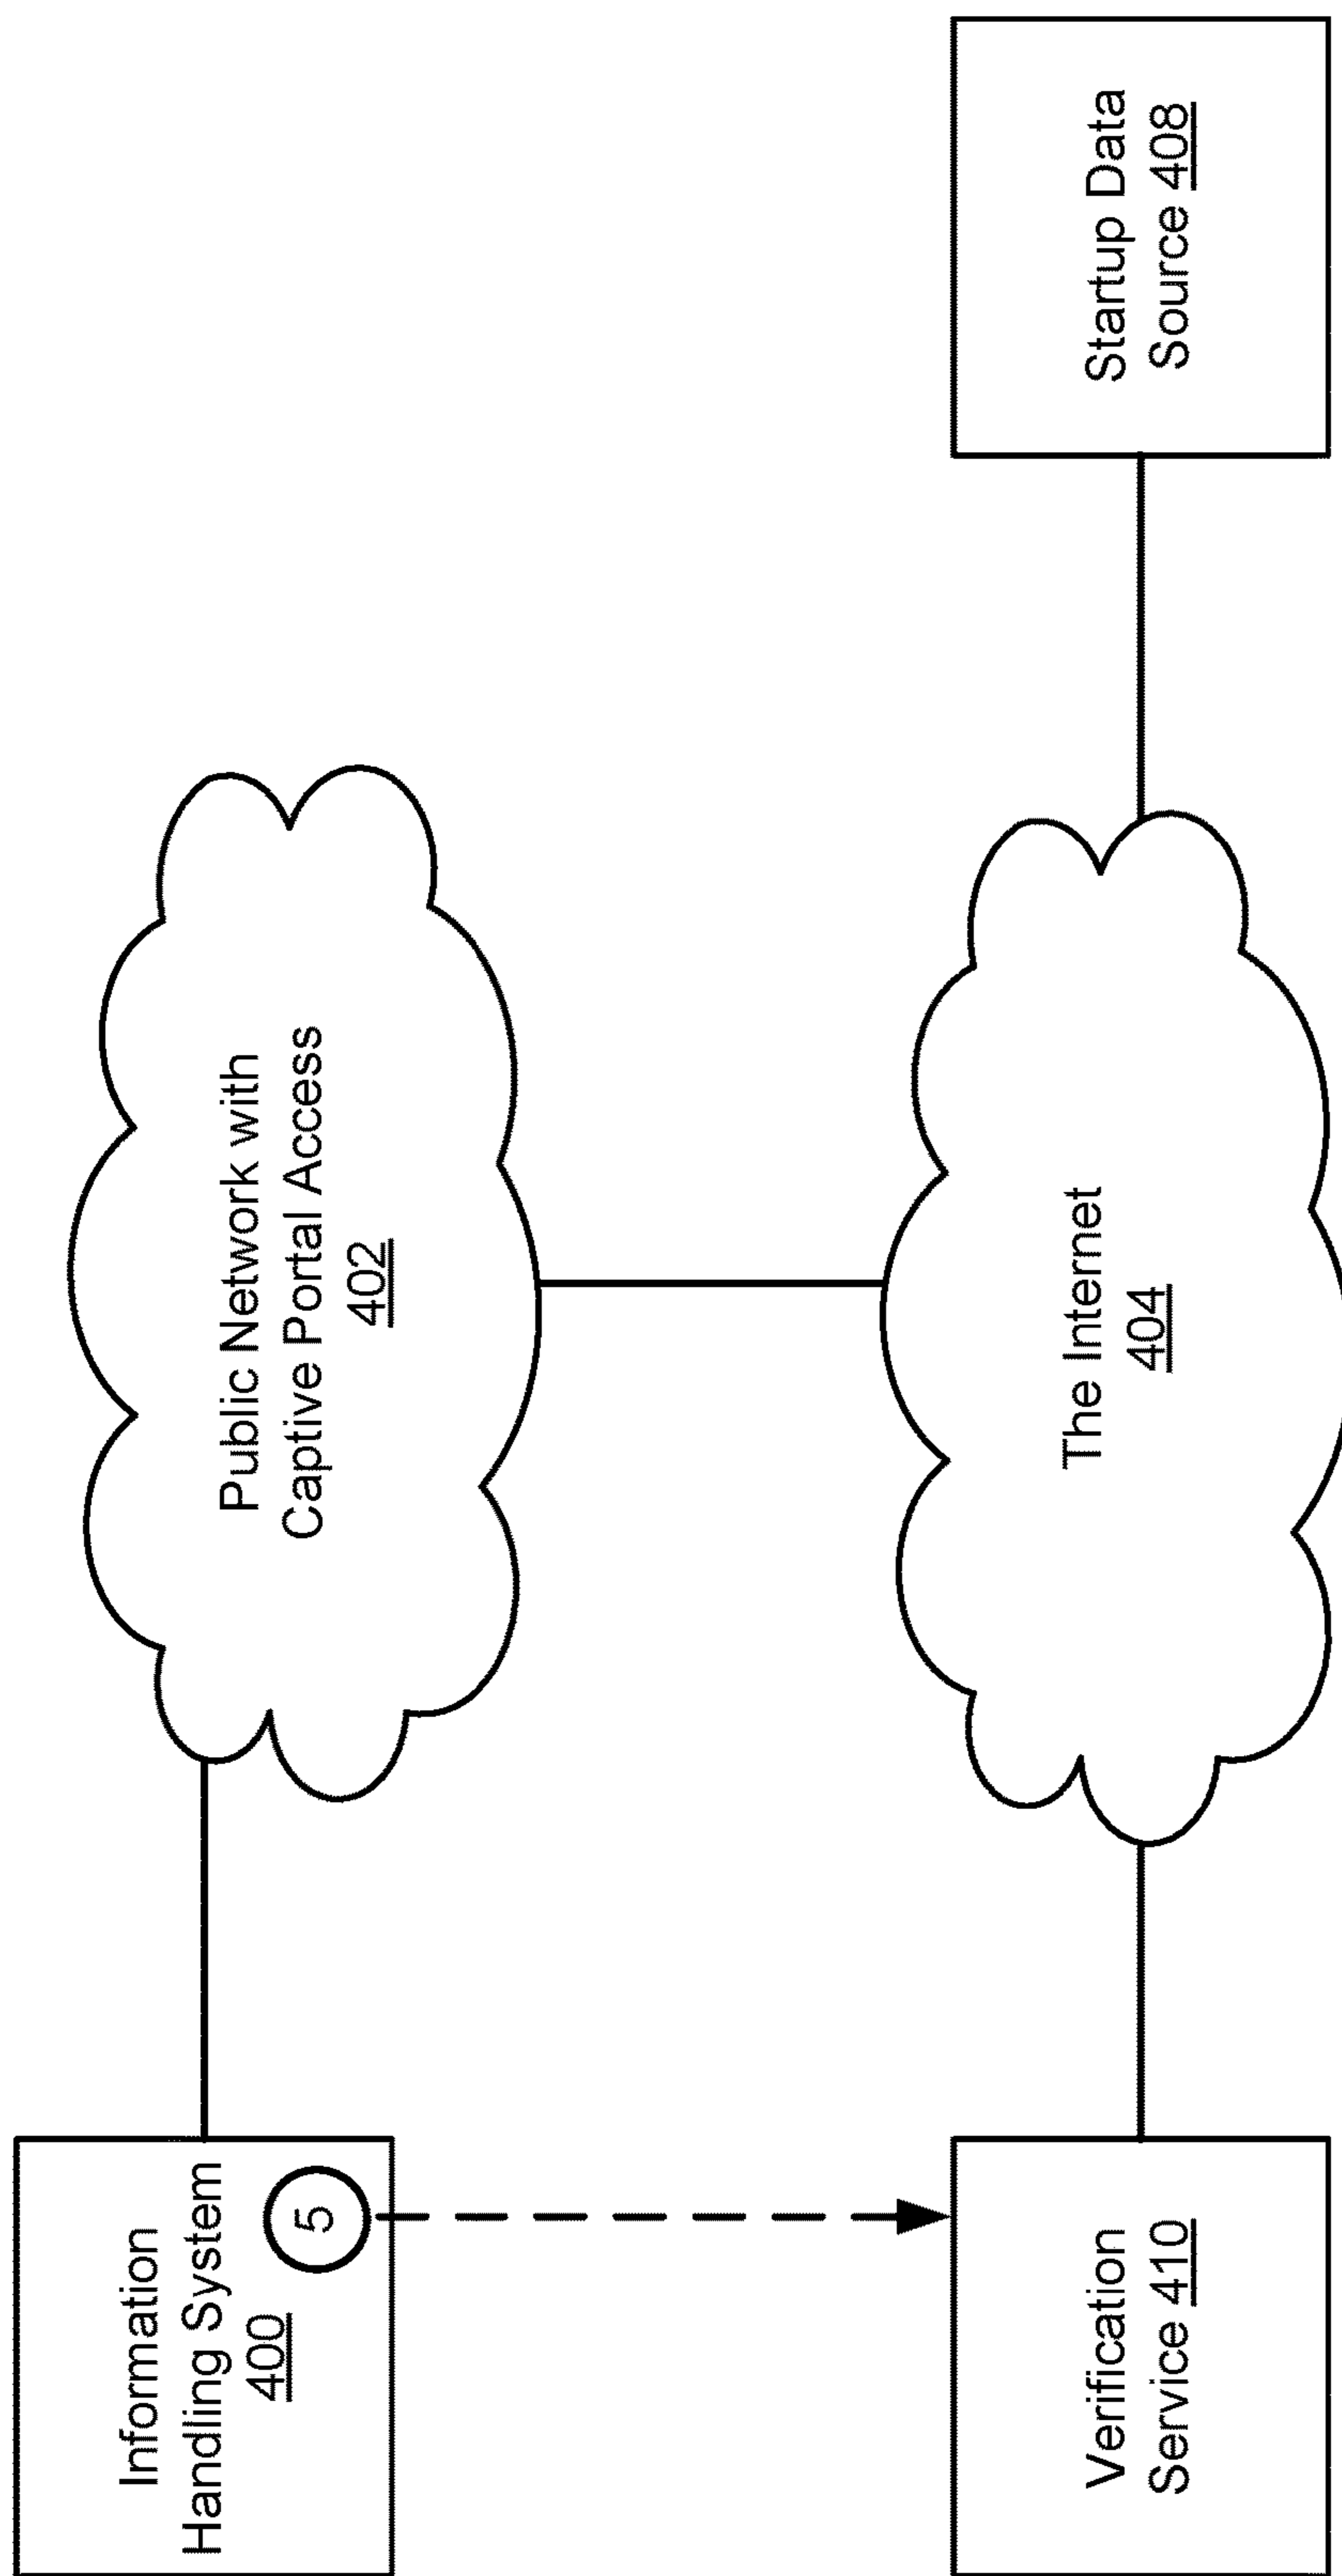 Information
Handling System
400
5
Public Network with
Captive Portal Access
402
Verification
Service 410
The Internet
404
Startup Data
Source 408